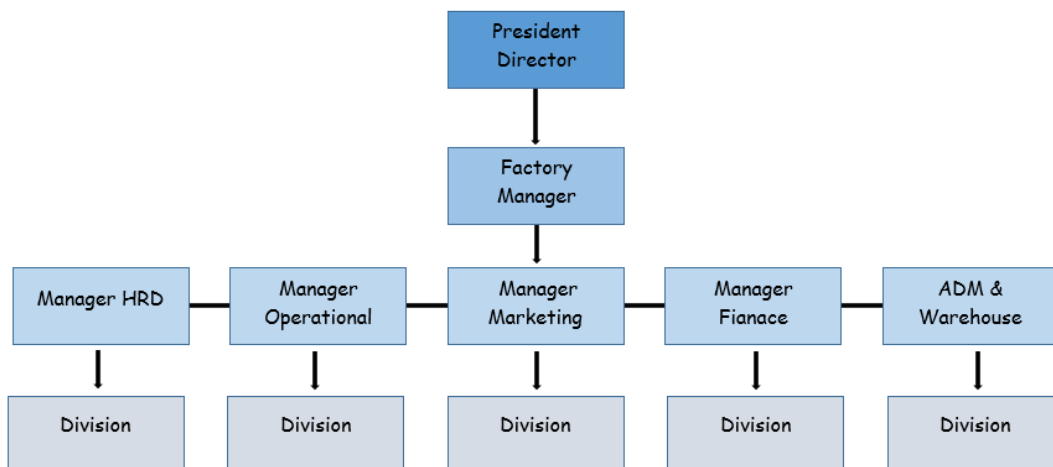 President
Director
Factory
Manager
Manager HRD
Manager
Operational
Manager
Marketing
Manager
Fianace
ADM &
Warehouse
Division
Division
Division
Division
Division